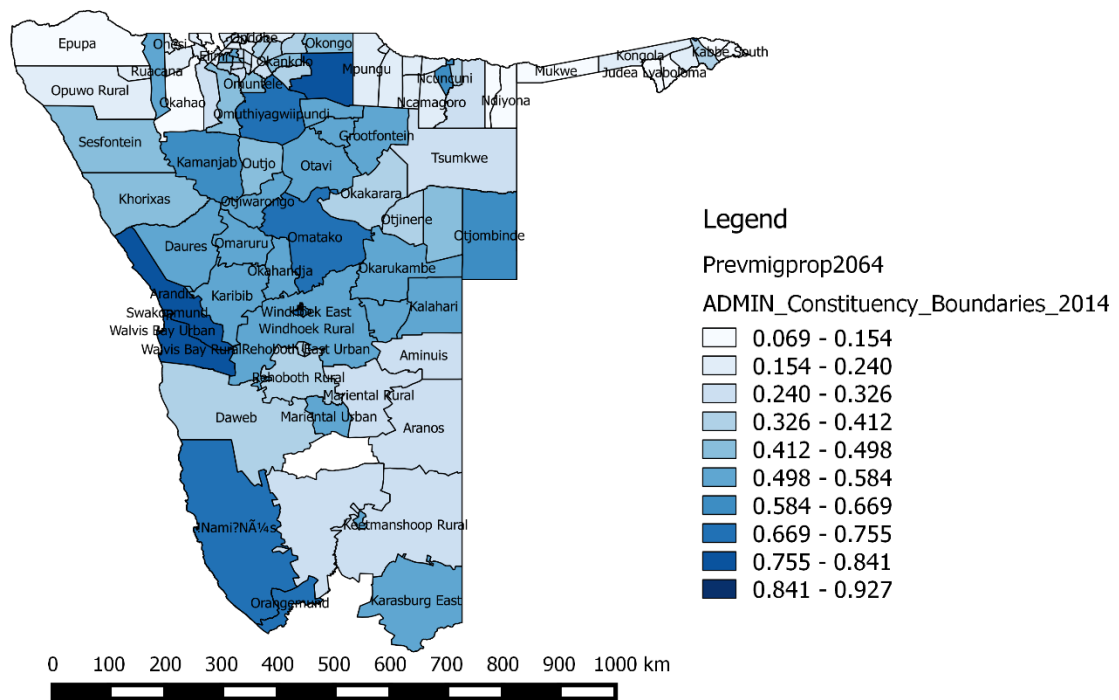 Epupa
Onesi
Okongo
Ruacana
Okankolo
Mpungu
Ncunguni
Mukwe
Kongola
Kabbe South
Judea Lyaboloma
Opuwo Rural
Okahao
Omuntele
Ncamagoro
Ndiyona
Omuthiyagwiipundi
Grootfontein
Sesfontein
Kamanjab
Outjo
Otavi
Tsumkwe
Khorixas
Otjiwarongo
Okakarara
Otjinene
Otjombinde
Daures
Omaruru
Omatako
Okahandja
Okarukambe
Arandis
Karibib
Kalahari
Swakopmund
Windhoek East
Walvis Bay Urban
Windhoek Rural
Walvis Bay Rural
Rehoboth East Urban
Aminuis
Rehoboth Rural
Mariental Rural
Daweb
Mariental Urban
Aranos
!Nami?NÃ¼s
Keetmanshoop Rural
Orangemund
Karasburg East
Legend
Prevmigprop2064
ADMIN_Constituency_Boundaries_2014
0.069 - 0.154
0.154 - 0.240
0.240 - 0.326
0.326 - 0.412
0.412 - 0.498
0.498 - 0.584
0.584 - 0.669
0.669 - 0.755
0.755 - 0.841
0.841 - 0.927
0 100 200 300 400 500 600 700 800 900 1000 km